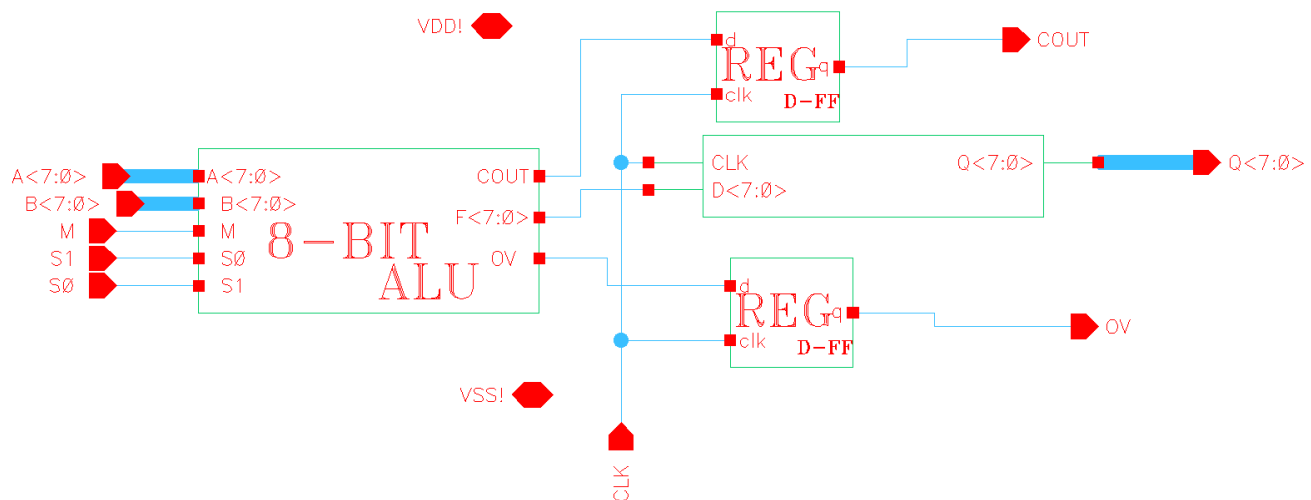 VDD!
d
REG
q
clk
D-FF
COUT
A<7:0>
B<7:0>
M
S1
S0
A<7:0>
B<7:0>
M
S0
S1
8-BIT
ALU
COUT
F<7:0>
OV
CLK
D<7:0>
Q<7:0>
Q<7:0>
d
REG
q
clk
D-FF
OV
VSS!
CLK